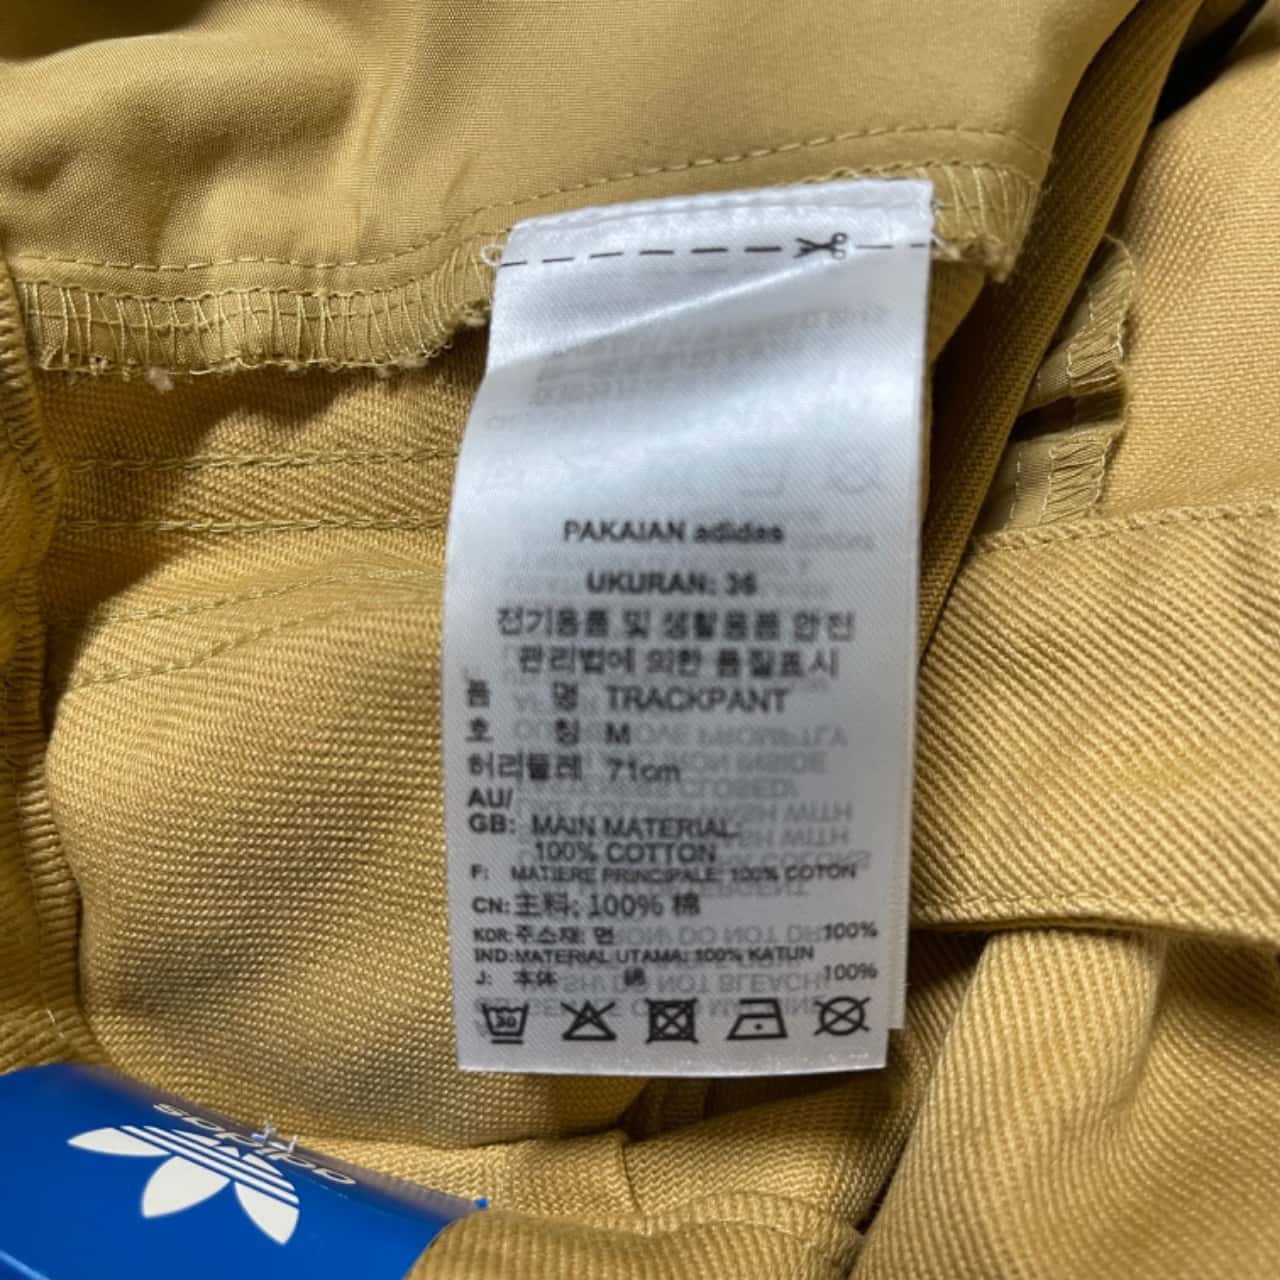 PAKAIAN adidas
UKURAN: 36
전기용품 및 생활용품 안전
관리법에 의한 품질표시
품 명 TRACKPANT
호 칭 M
허리둘레 71cm
AU/
GB: MAIN MATERIAL:
100% COTTON
F: MATIERE PRINCIPALE: 100% COTON
CN: 主料: 100% 棉
KOR: 주소재: 면 100%
IND: MATERIAL UTAMA: 100% KATUN
J: 本体 綿 100%
30
adidas